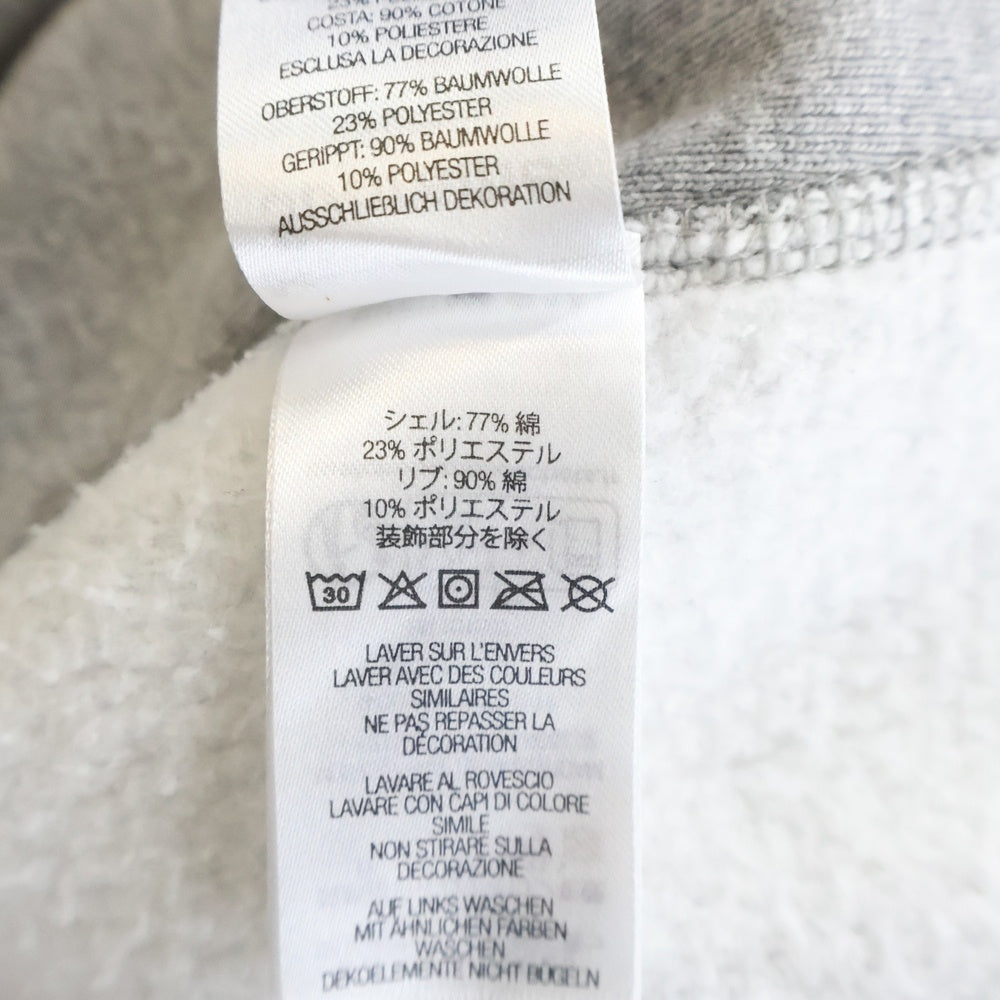 COSTA: 90% COTONE
10% POLIESTERE
ESCLUSA LA DECORAZIONE
OBERSTOFF: 77% BAUMWOLLE
23% POLYESTER
GERIPPT: 90% BAUMWOLLE
10% POLYESTER
AUSSCHLIEßLICH DEKORATION
シェル: 77% 綿
23% ポリエステル
リブ: 90% 綿
10% ポリエステル
装飾部分を除く
30
LAVER SUR L'ENVERS
LAVER AVEC DES COULEURS
SIMILAIRES
NE PAS REPASSER LA
DÉCORATION
LAVARE AL ROVESCIO
LAVARE CON CAPI DI COLORE
SIMILE
NON STIRARE SULLA
DECORAZIONE
AUF LINKS WASCHEN
MIT ÄHNLICHEN FARBEN
WASCHEN
DEKOELEMENTE NICHT BÜGELN